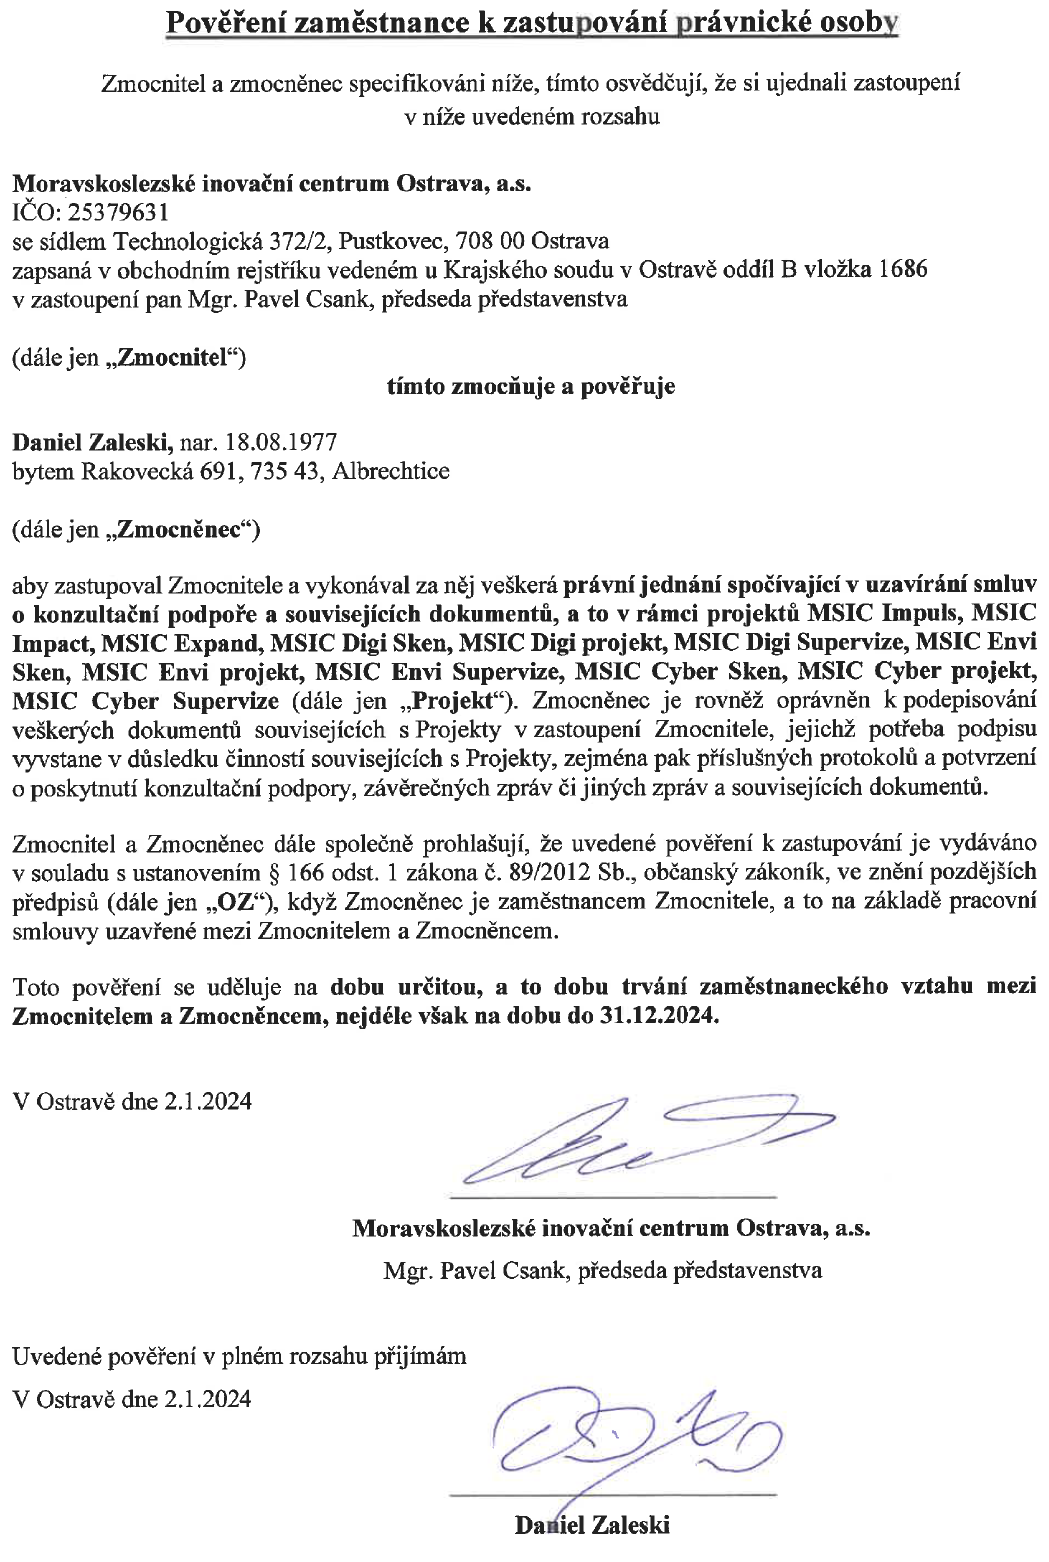 Pověření zaměstnance k zastupování právnické osoby
Zmocnitel a zmocněnec specifikováni níže, tímto osvědčují, že si ujednali zastoupení
v níže uvedeném rozsahu
Moravskoslezské inovační centrum Ostrava, a.s.
IČO: 25379631
se sídlem Technologická 372/2, Pustkovec, 708 00 Ostrava
zapsaná v obchodním rejstříku vedeném u Krajského soudu v Ostravě oddíl B vložka 1686
v zastoupení pan Mgr. Pavel Csank, předseda představenstva
(dále jen „Zmocnitel“)
tímto zmocňuje a pověřuje
Daniel Zaleski, nar. 18.08.1977
bytem Rakovecká 691, 735 43, Albrechtice
(dále jen „Zmocněnec“)
aby zastupoval Zmocnitele a vykonával za něj veškerá právní jednání spočívající v uzavírání smluv
o konzultační podpoře a souvisejících dokumentů, a to v rámci projektů MSIC Impuls, MSIC
Impact, MSIC Expand, MSIC Digi Sken, MSIC Digi projekt, MSIC Digi Supervize, MSIC Envi
Sken, MSIC Envi projekt, MSIC Envi Supervize, MSIC Cyber Sken, MSIC Cyber projekt,
MSIC Cyber Supervize (dále jen „Projekt“). Zmocněnec je rovněž oprávněn k podepisování
veškerých dokumentů souvisejících s Projekty v zastoupení Zmocnitele, jejichž potřeba podpisu
vyvstane v důsledku činností souvisejících s Projekty, zejména pak příslušných protokolů a potvrzení
o poskytnutí konzultační podpory, závěrečných zpráv či jiných zpráv a souvisejících dokumentů.
Zmocnitel a Zmocněnec dále společně prohlašují, že uvedené pověření k zastupování je vydáváno
v souladu s ustanovením § 166 odst. 1 zákona č. 89/2012 Sb., občanský zákoník, ve znění pozdějších
předpisů (dále jen „OZ“), když Zmocněnec je zaměstnancem Zmocnitele, a to na základě pracovní
smlouvy uzavřené mezi Zmocnitelem a Zmocněncem.
Toto pověření se uděluje na dobu určitou, a to dobu trvání zaměstnaneckého vztahu mezi
Zmocnitelem a Zmocněncem, nejdéle však na dobu do 31.12.2024.
V Ostravě dne 2.1.2024
Moravskoslezské inovační centrum Ostrava, a.s.
Mgr. Pavel Csank, předseda představenstva
Uvedené pověření v plném rozsahu přijímám
V Ostravě dne 2.1.2024
Daniel Zaleski